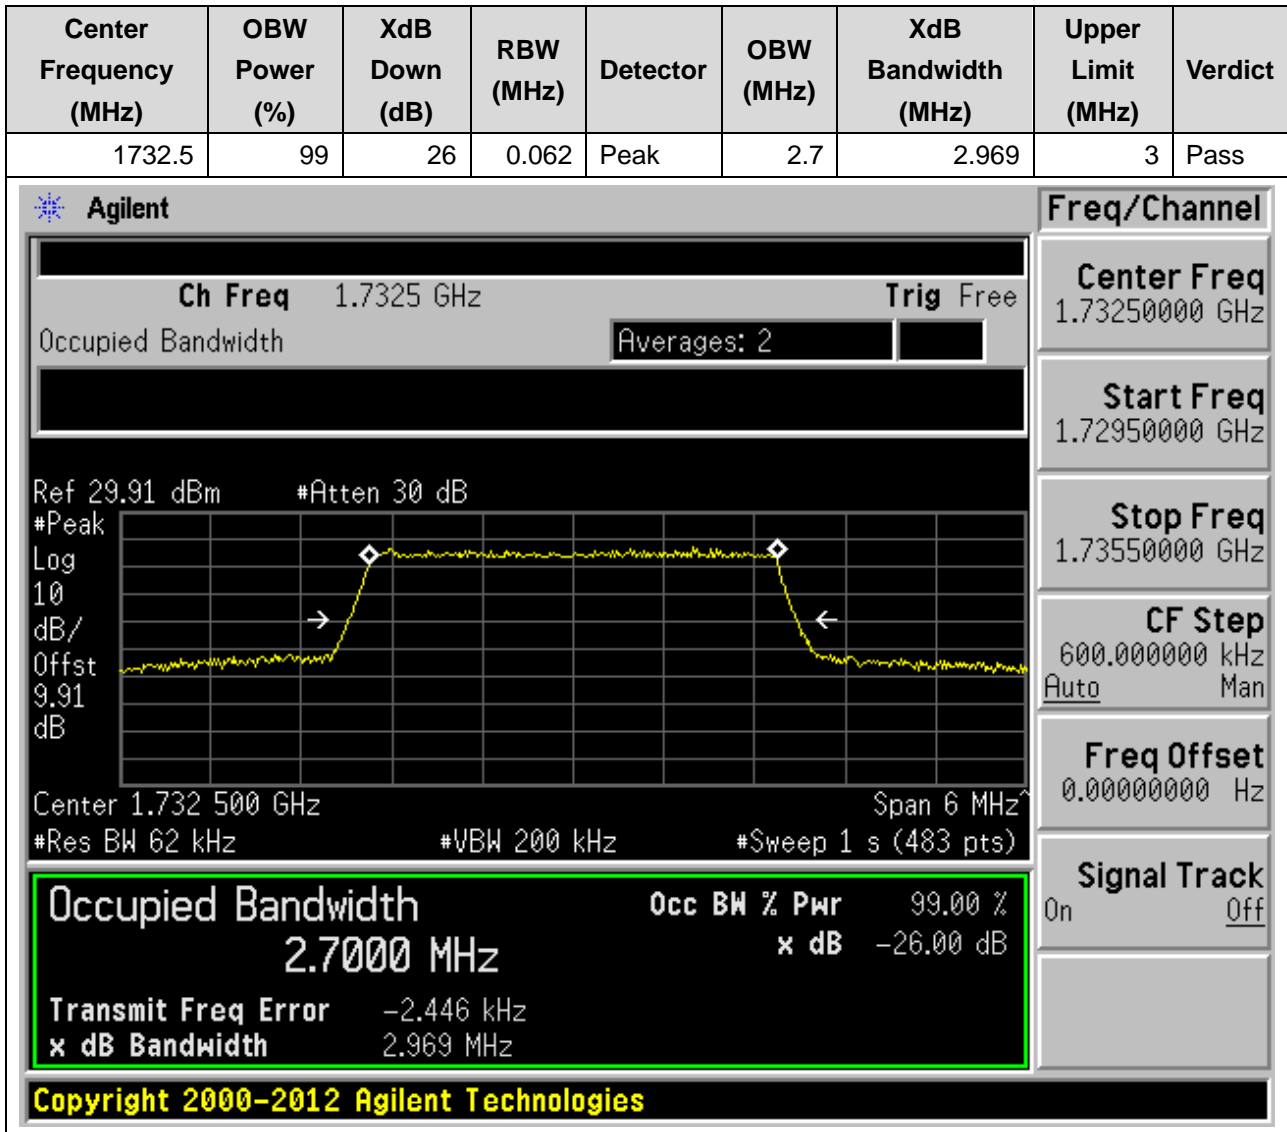 Center Frequency (MHz) OBW Power (%) XdB Down (dB) RBW (MHz) Detector OBW (MHz) XdB Bandwidth (MHz) Upper Limit (MHz) Verdict
1732.5 99 26 0.062 Peak 2.7 2.969 3 Pass
Agilent
Freq/Channel
Ch Freq 1.7325 GHz Trig Free
Occupied Bandwidth Averages: 2
Ref 29.91 dBm #Atten 30 dB
#Peak
Log
10
dB/
Offst
9.91
dB
Center 1.732 500 GHz Span 6 MHz^
#Res BW 62 kHz #VBW 200 kHz #Sweep 1 s (483 pts)
Occupied Bandwidth Occ BW % Pwr 99.00 %
2.7000 MHz x dB -26.00 dB
Transmit Freq Error -2.446 kHz
x dB Bandwidth 2.969 MHz
Center Freq
1.73250000 GHz
Start Freq
1.72950000 GHz
Stop Freq
1.73550000 GHz
CF Step
600.000000 kHz
Auto Man
Freq Offset
0.00000000 Hz
Signal Track
On Off
Copyright 2000-2012 Agilent Technologies